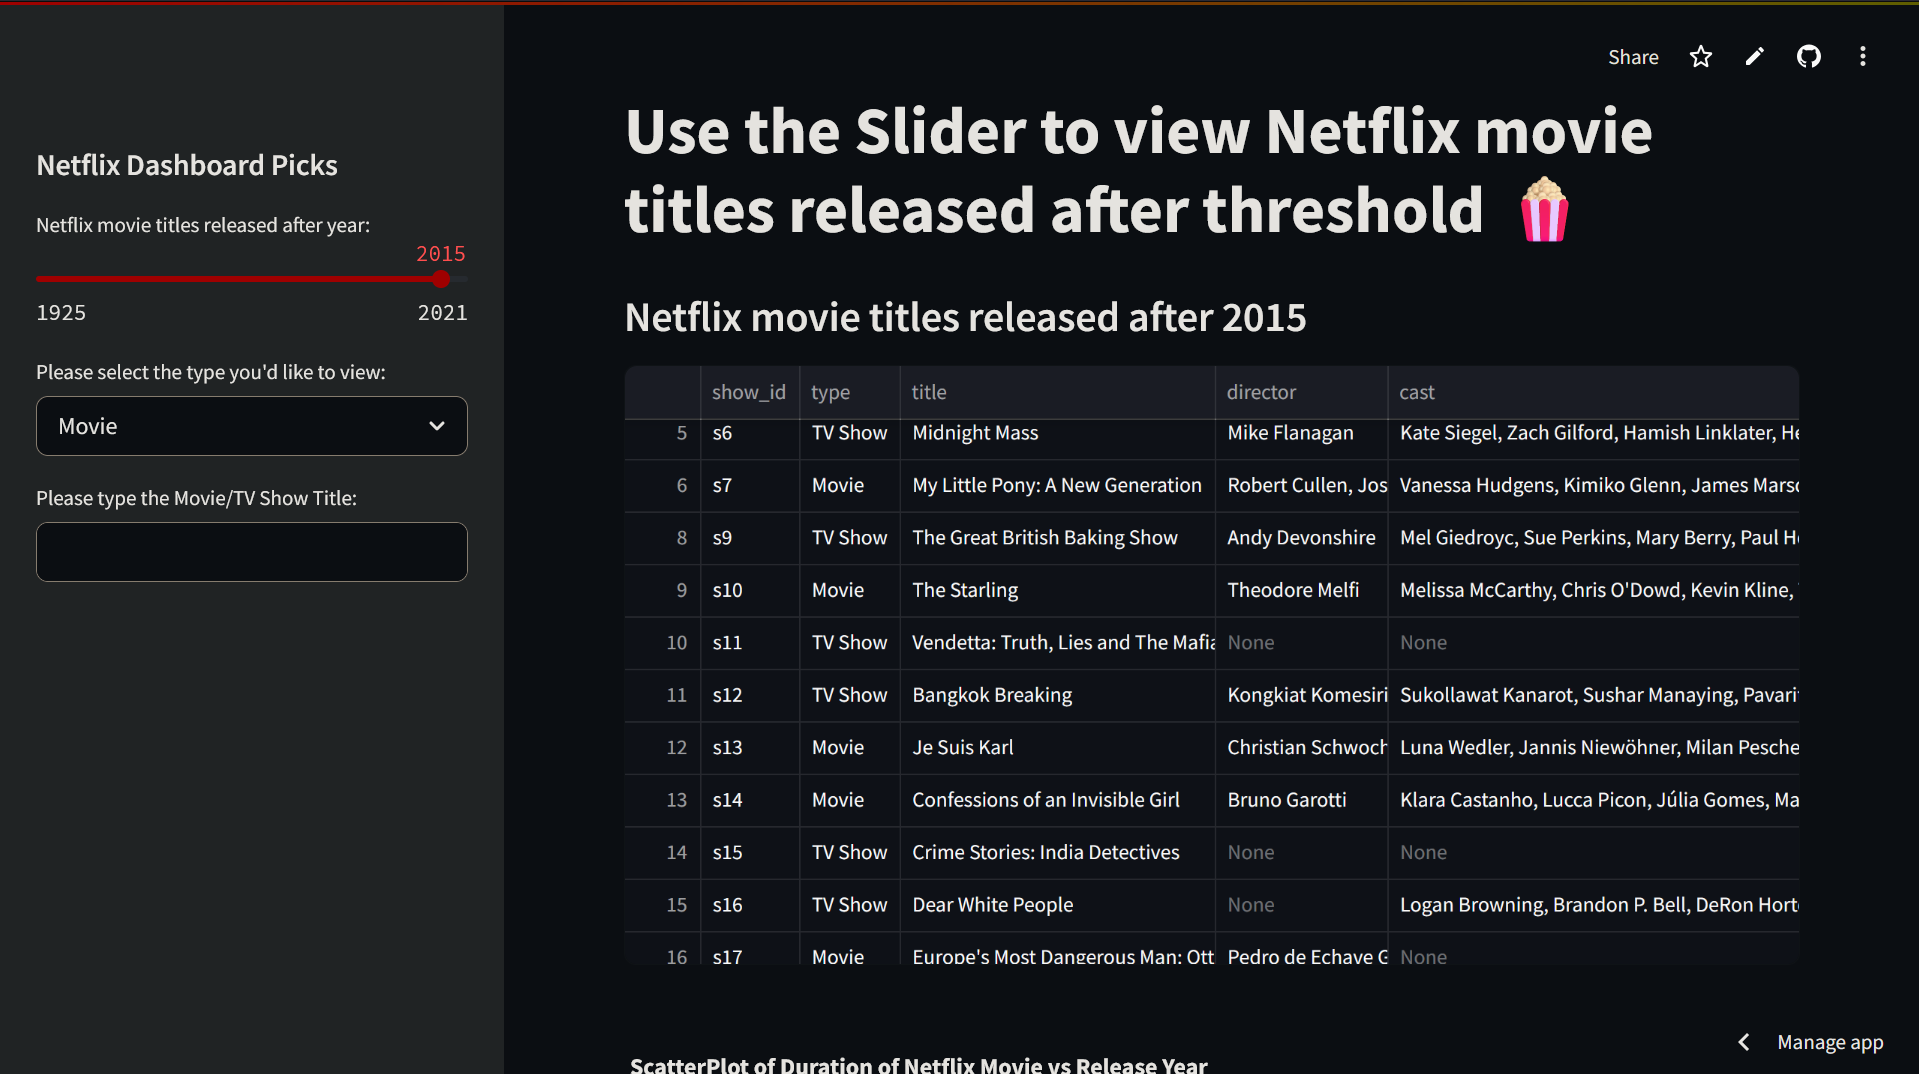 Share
Netflix Dashboard Picks
Netflix movie titles released after year:
2015
1925 2021
Please select the type you'd like to view:
Movie
Please type the Movie/TV Show Title:
Use the Slider to view Netflix movie
titles released after threshold
Netflix movie titles released after 2015
show_id type title director cast
5 s6 TV Show Midnight Mass Mike Flanagan Kate Siegel, Zach Gilford, Hamish Linklater, He
6 s7 Movie My Little Pony: A New Generation Robert Cullen, Jos Vanessa Hudgens, Kimiko Glenn, James Mars
8 s9 TV Show The Great British Baking Show Andy Devonshire Mel Giedroyc, Sue Perkins, Mary Berry, Paul H
9 s10 Movie The Starling Theodore Melfi Melissa McCarthy, Chris O'Dowd, Kevin Kline,
10 s11 TV Show Vendetta: Truth, Lies and The Mafia None None
11 s12 TV Show Bangkok Breaking Kongkiat Komesiri Sukollawat Kanarot, Sushar Manaying, Pavari
12 s13 Movie Je Suis Karl Christian Schwoch Luna Wedler, Jannis Niewöhner, Milan Pesche
13 s14 Movie Confessions of an Invisible Girl Bruno Garotti Klara Castanho, Lucca Picon, Júlia Gomes, Ma
14 s15 TV Show Crime Stories: India Detectives None None
15 s16 TV Show Dear White People None Logan Browning, Brandon P. Bell, DeRon Hort
16 s17 Movie Europe's Most Dangerous Man: Ott Pedro de Echave G None
Manage app
ScatterPlot of Duration of Netflix Movie vs Release Year